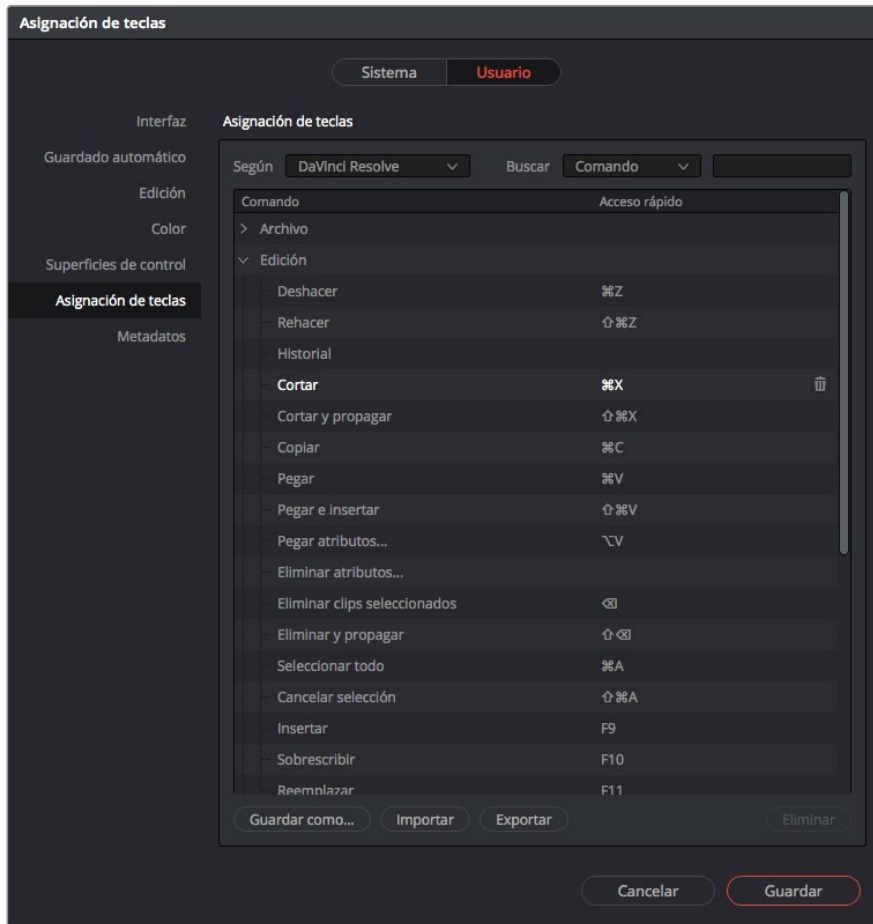 Asignación de teclas
Sistema Usuario
Interfaz
Guardado automático
Edición
Color
Superficies de control
Asignación de teclas
Metadatos
Asignación de teclas
Según DaVinci Resolve Buscar Comando
Comando Acceso rápido
> Archivo
Edición
Deshacer ⌘Z
Rehacer ⇧⌘Z
Historial
Cortar ⌘X
Cortar y propagar ⇧⌘X
Copiar ⌘C
Pegar ⌘V
Pegar e insertar ⇧⌘V
Pegar atributos... ⌥V
Eliminar atributos...
Eliminar clips seleccionados ⌫
Eliminar y propagar ⇧⌫
Seleccionar todo ⌘A
Cancelar selección ⇧⌘A
Insertar F9
Sobrescribir F10
Reemplazar F11
Guardar como... Importar Exportar Eliminar
Cancelar Guardar